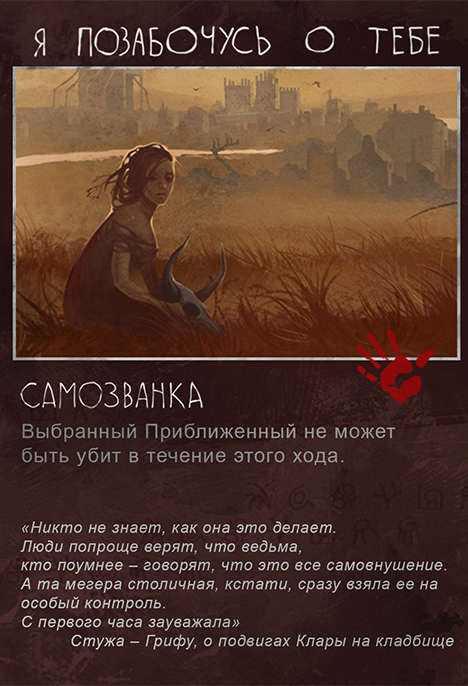 Я ПОЗАБОЧУСЬ О ТЕБЕ
САМОЗВАНКА
Выбранный Приближенный не может
быть убит в течение этого хода.
«Никто не знает, как она это делает.
Люди попроще верят, что ведьма,
кто поумнее – говорят, что это все самовнушение.
А та мегера столичная, кстати, сразу взяла ее на
особый контроль.
С первого часа зауважала»
Стужа – Грифу, о подвигах Клары на кладбище